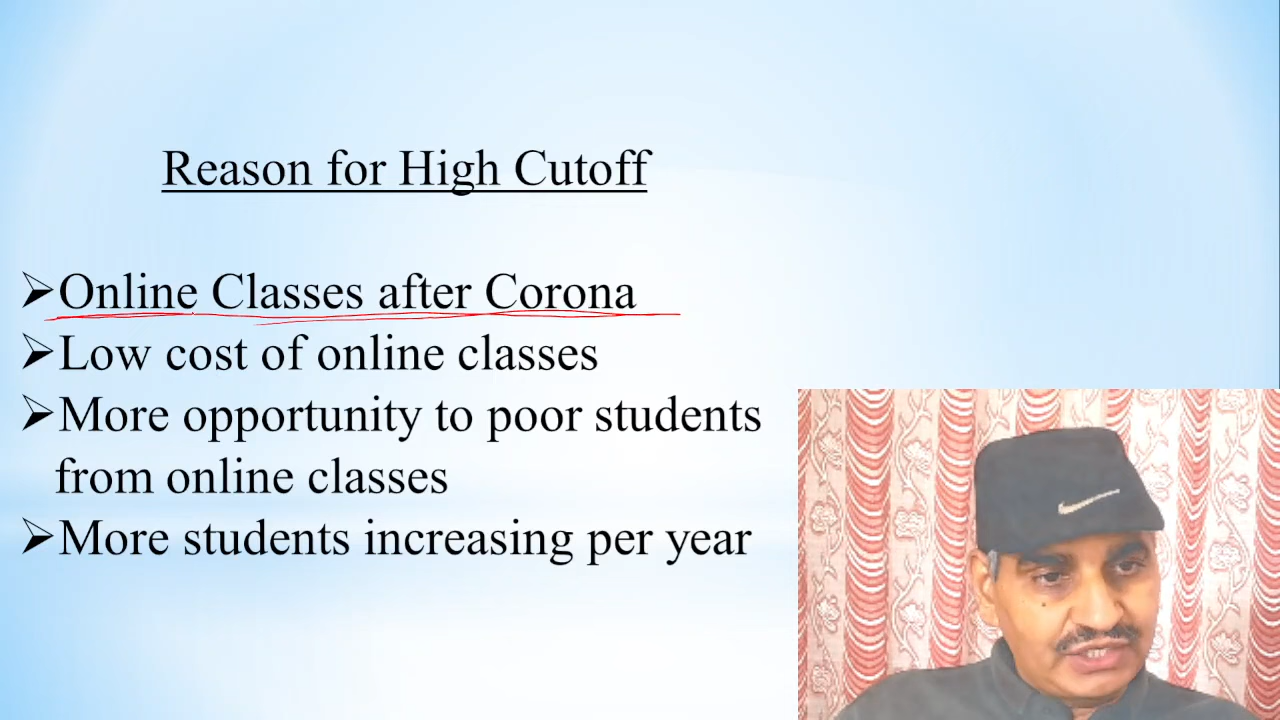 Reason for High Cutoff
➢Online Classes after Corona
➢Low cost of online classes
➢More opportunity to poor students
from online classes
➢More students increasing per year